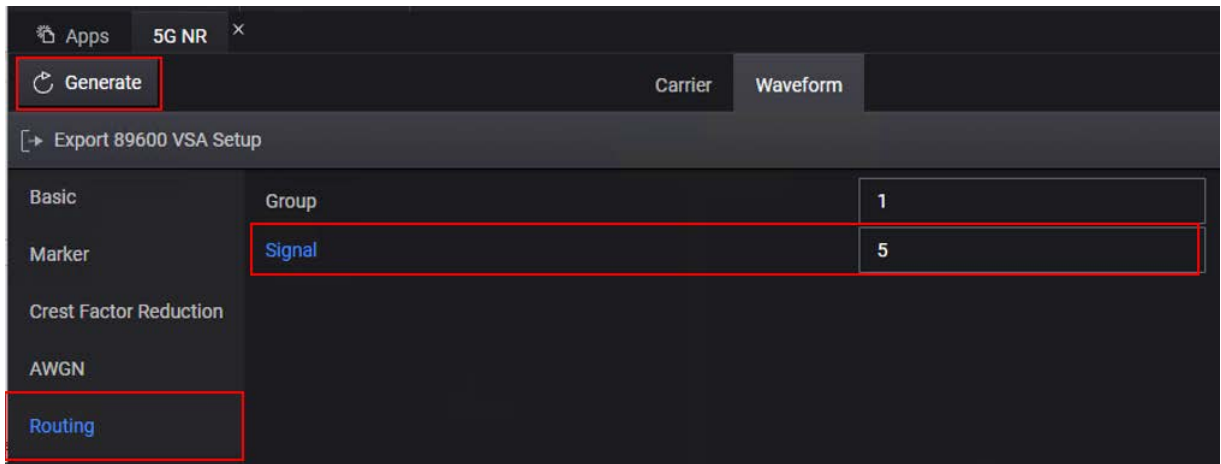 Apps 5G NR ×
Generate Carrier Waveform
Export 89600 VSA Setup
Basic Group 1
Marker Signal 5
Crest Factor Reduction
AWGN
Routing